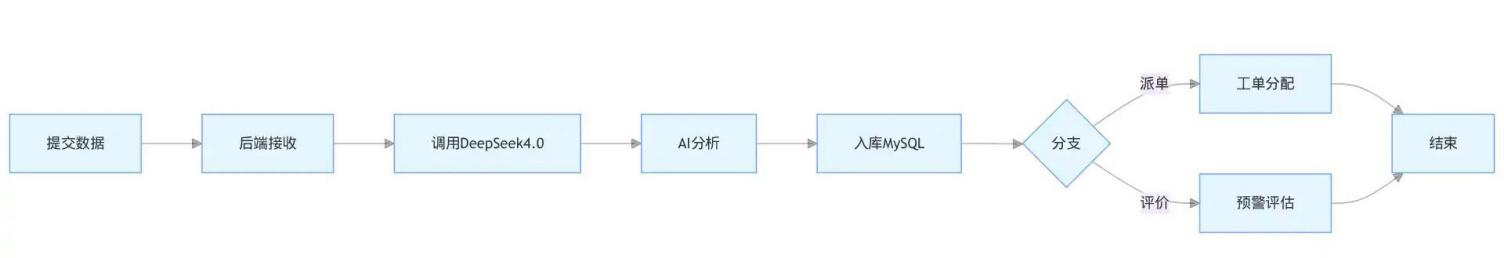 提交数据
后端接收
调用DeepSeek4.0
AI分析
入库MySQL
分支
派单
工单分配
评价
预警评估
结束